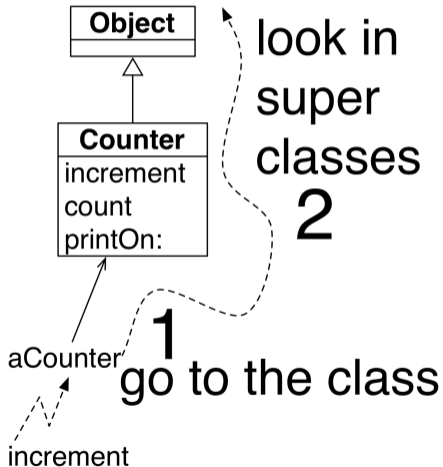 Object
look in
super
classes
2
Counter
increment
count
printOn:
1
aCounter
go to the class
increment